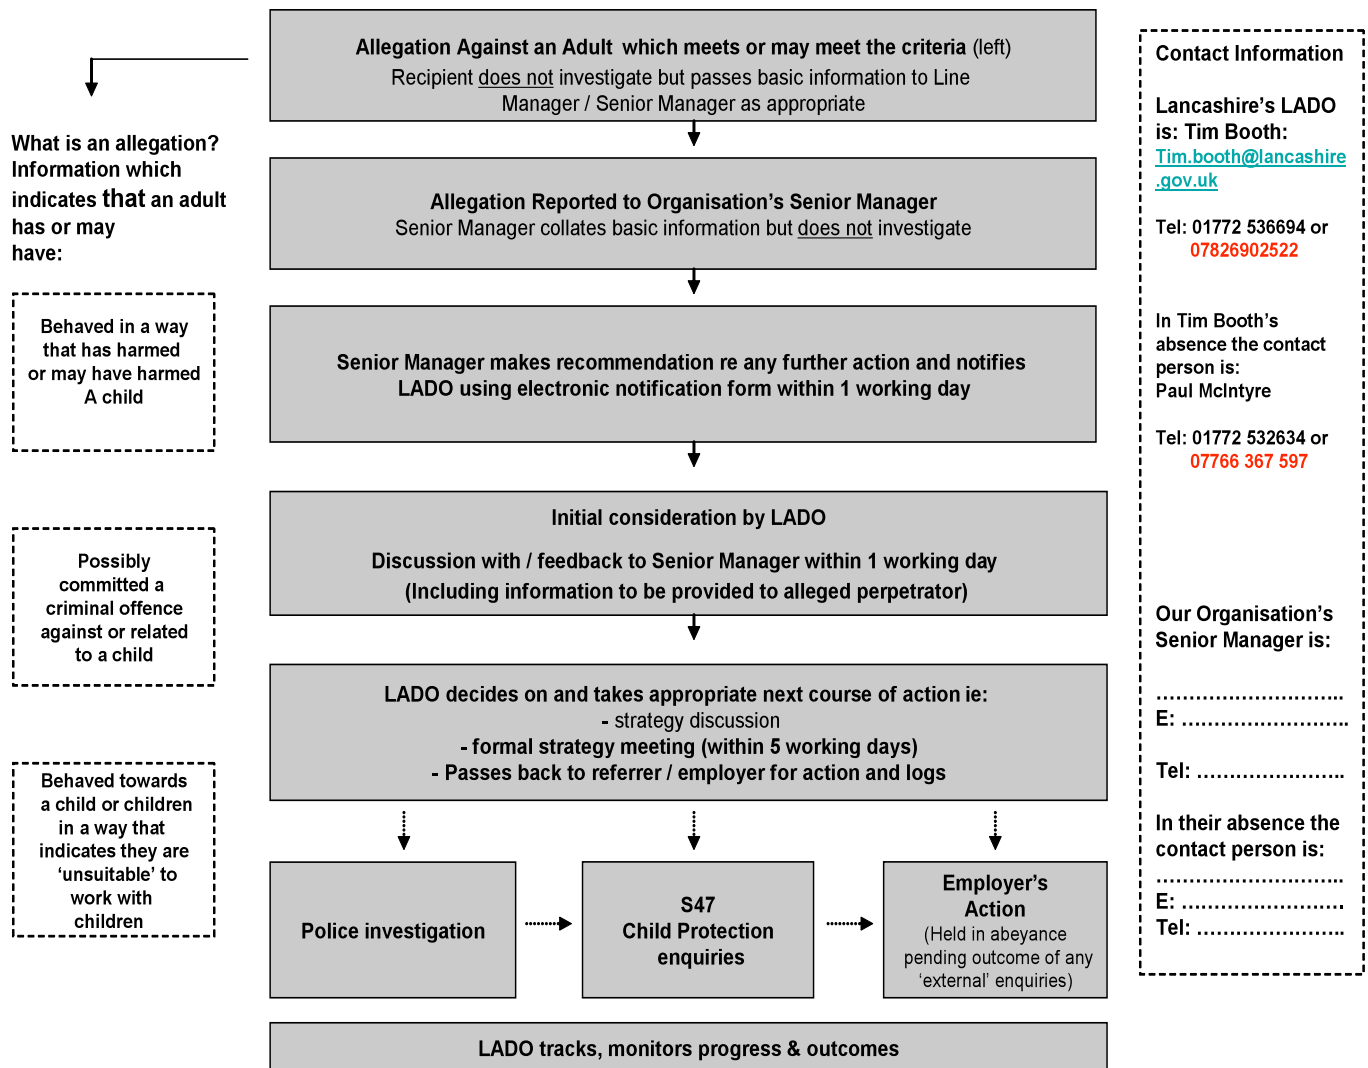 Allegation Against an Adult which meets or may meet the criteria (left)
Recipient does not investigate but passes basic information to Line
Manager / Senior Manager as appropriate
What is an allegation?
Information which
indicates that an adult
has or may
have:
Behaved in a way
that has harmed
or may have harmed
A child
Possibly
committed a
criminal offence
against or related
to a child
Behaved towards
a child or children
in a way that
indicates they are
‘unsuitable’ to
work with
children
Allegation Reported to Organisation’s Senior Manager
Senior Manager collates basic information but does not investigate
Senior Manager makes recommendation re any further action and notifies
LADO using electronic notification form within 1 working day
Initial consideration by LADO
Discussion with / feedback to Senior Manager within 1 working day
(Including information to be provided to alleged perpetrator)
LADO decides on and takes appropriate next course of action ie:
- strategy discussion
- formal strategy meeting (within 5 working days)
- Passes back to referrer / employer for action and logs
Police investigation
S47
Child Protection
enquiries
Employer’s
Action
(Held in abeyance
pending outcome of any
‘external’ enquiries)
LADO tracks, monitors progress & outcomes
Contact Information
Lancashire’s LADO
is: Tim Booth:
Tim.booth@lancashire
.gov.uk
Tel: 01772 536694 or
07826902522
In Tim Booth’s
absence the contact
person is:
Paul McIntyre
Tel: 01772 532634 or
07766 367 597
Our Organisation’s
Senior Manager is:
…………………………..
E: ……………………..
Tel: …………………..
In their absence the
contact person is:
…………………………..
E: …………………….
Tel: …………………..